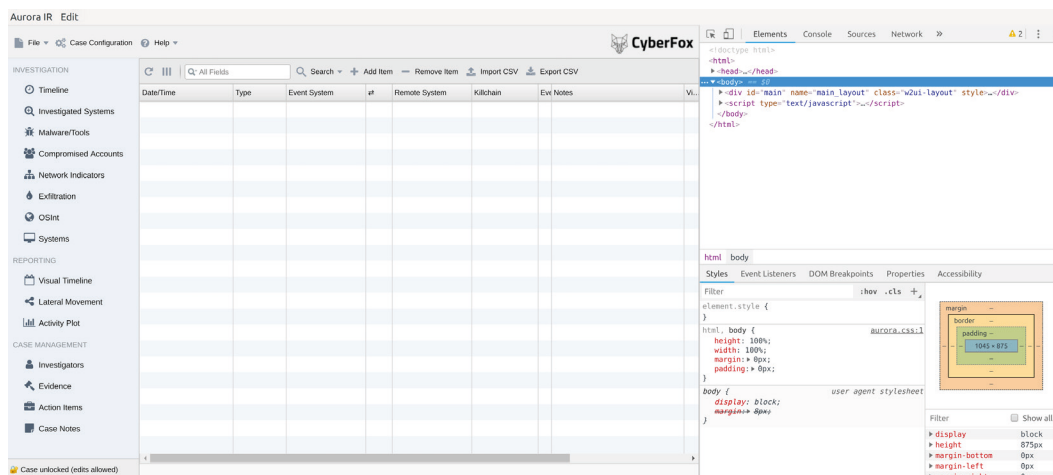 Aurora IR Edit
File Case Configuration Help
CyberFox
INVESTIGATION
Timeline
Investigated Systems
Malware/Tools
Compromised Accounts
Network Indicators
Exfiltration
OSInt
Systems
REPORTING
Visual Timeline
Lateral Movement
Activity Plot
CASE MANAGEMENT
Investigators
Evidence
Action Items
Case Notes
Case unlocked (edits allowed)
All Fields Search Add Item Remove Item Import CSV Export CSV
Date/Time Type Event System ⇄ Remote System Killchain Eve Notes Vi...
Elements Console Sources Network » 2
<!doctype html>
<html>
▶<head>…</head>
…▼<body> == $0
▶<div id="main" name="main_layout" class="w2ui-layout" style>…</div>
▶<script type="text/javascript">…</script>
</body>
</html>
html body
Styles Event Listeners DOM Breakpoints Properties Accessibility
Filter :hov .cls +
element.style {
}
html, body { aurora.css:1
height: 100%;
width: 100%;
margin:▶ 0px;
padding:▶ 0px;
}
body { user agent stylesheet
display: block;
margin:▶ 8px;
}
margin –
border –
padding –
– – – 1045 × 875 – – –
–
–
–
Filter Show all
▶display block
▶height 875px
▶margin-bottom 0px
▶margin-left 0px